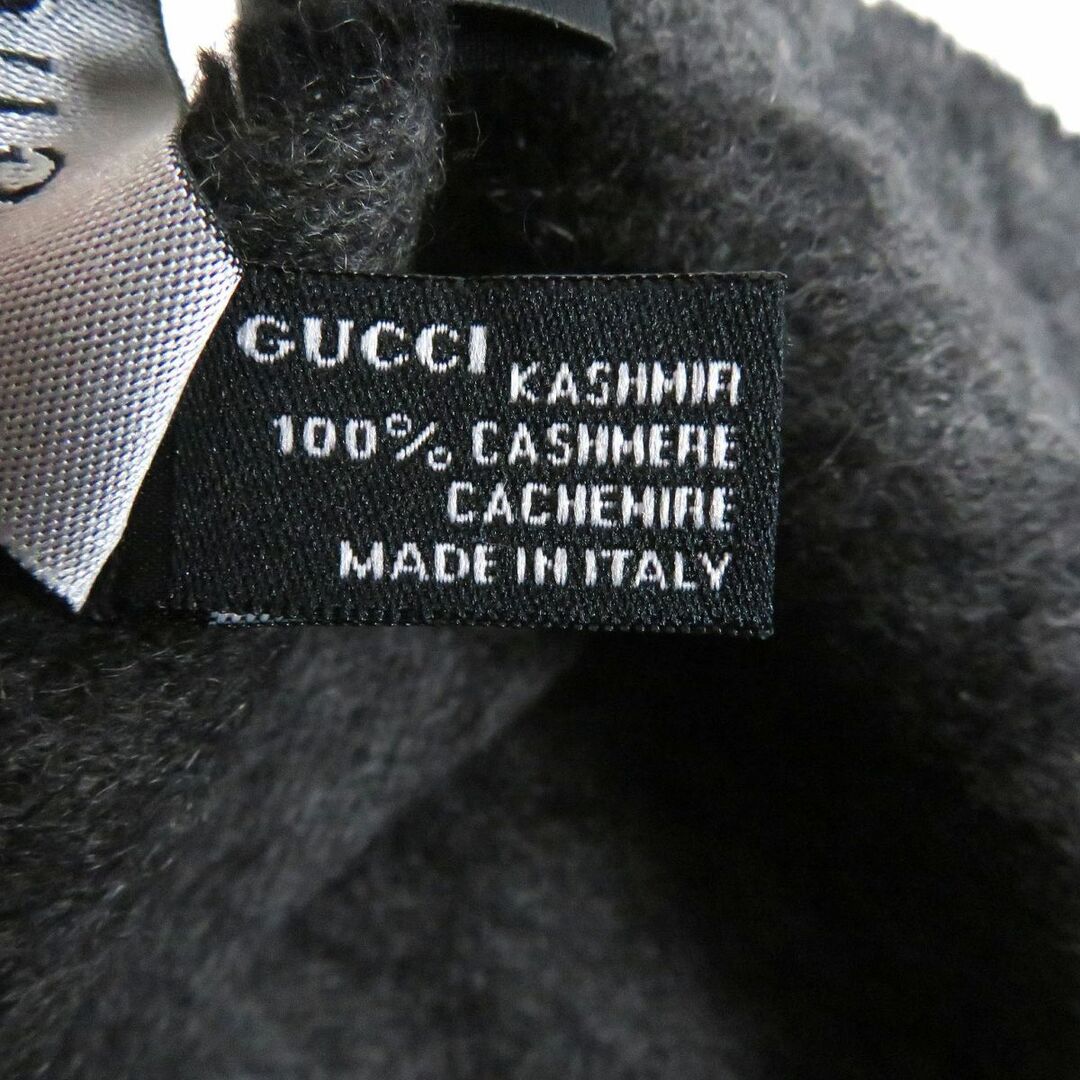 GUCCI
KASHMIR
100% CASHMERE
CACHEMIRE
MADE IN ITALY